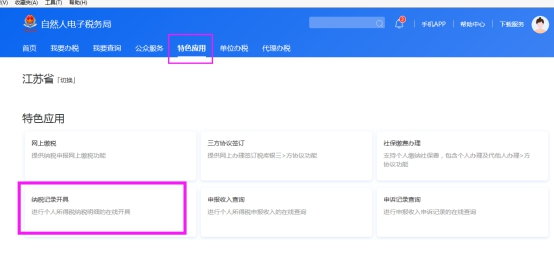 (V) 收藏夹(A) 工具(T) 帮助(H)
自然人电子税务局
手机APP 帮助中心 下载服务
首页 我要办税 我要查询 公众服务 特色应用 单位办税 代理办税
江苏省「切换」
特色应用
网上缴税 三方协议签订 社保缴费办理
提供纳税申报网上缴税功能 提供网上办理签订税库银三>方协议功能 支持个人缴纳社保费，包含个人办理及代他人办理>方
协议功能
纳税记录开具 申报收入查询 申诉记录查询
进行个人所得税纳税明细的在线开具 进行个人所得税申报收入的在线查询 进行申报收入申诉记录的在线查询